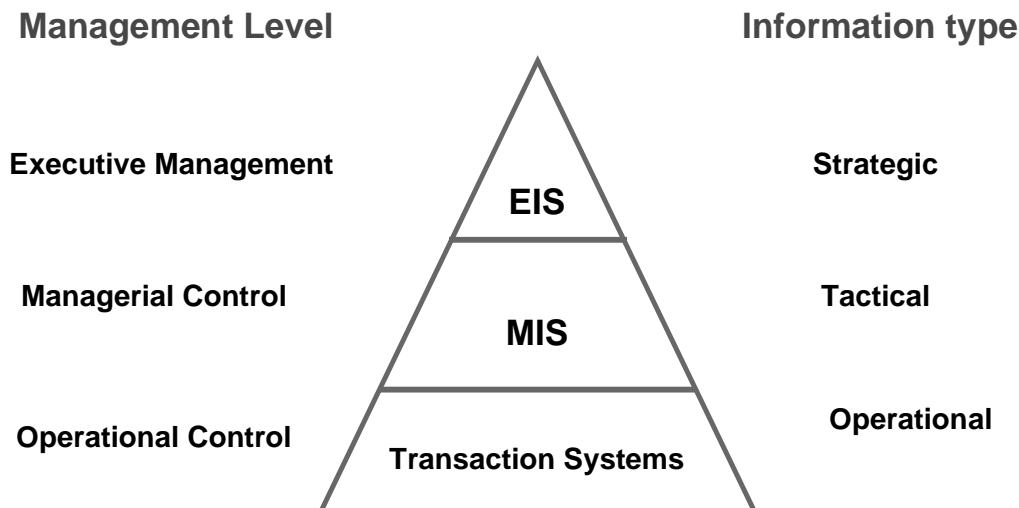 Management Level
Information type
Executive Management
Strategic
EIS
Managerial Control
Tactical
MIS
Operational Control
Operational
Transaction Systems